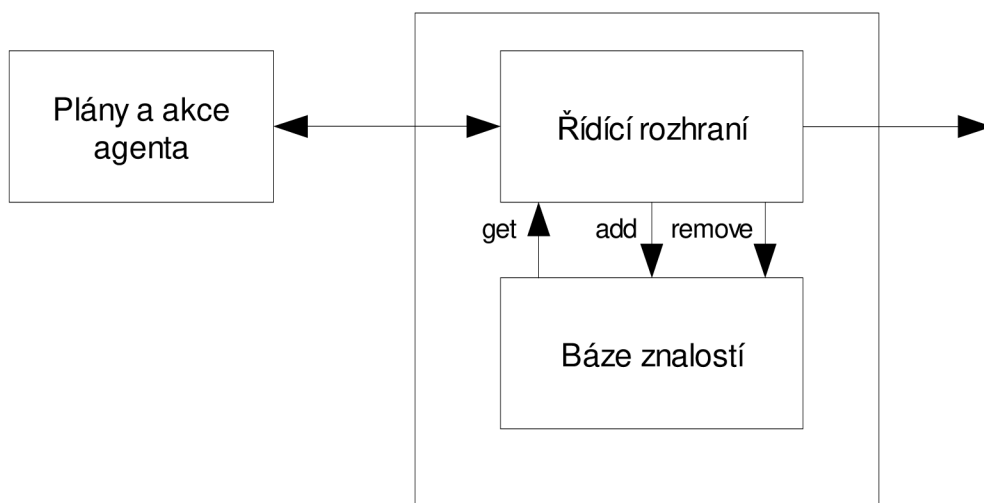 Plány a akce
agenta
Řídící rozhraní
get
add
remove
Báze znalostí